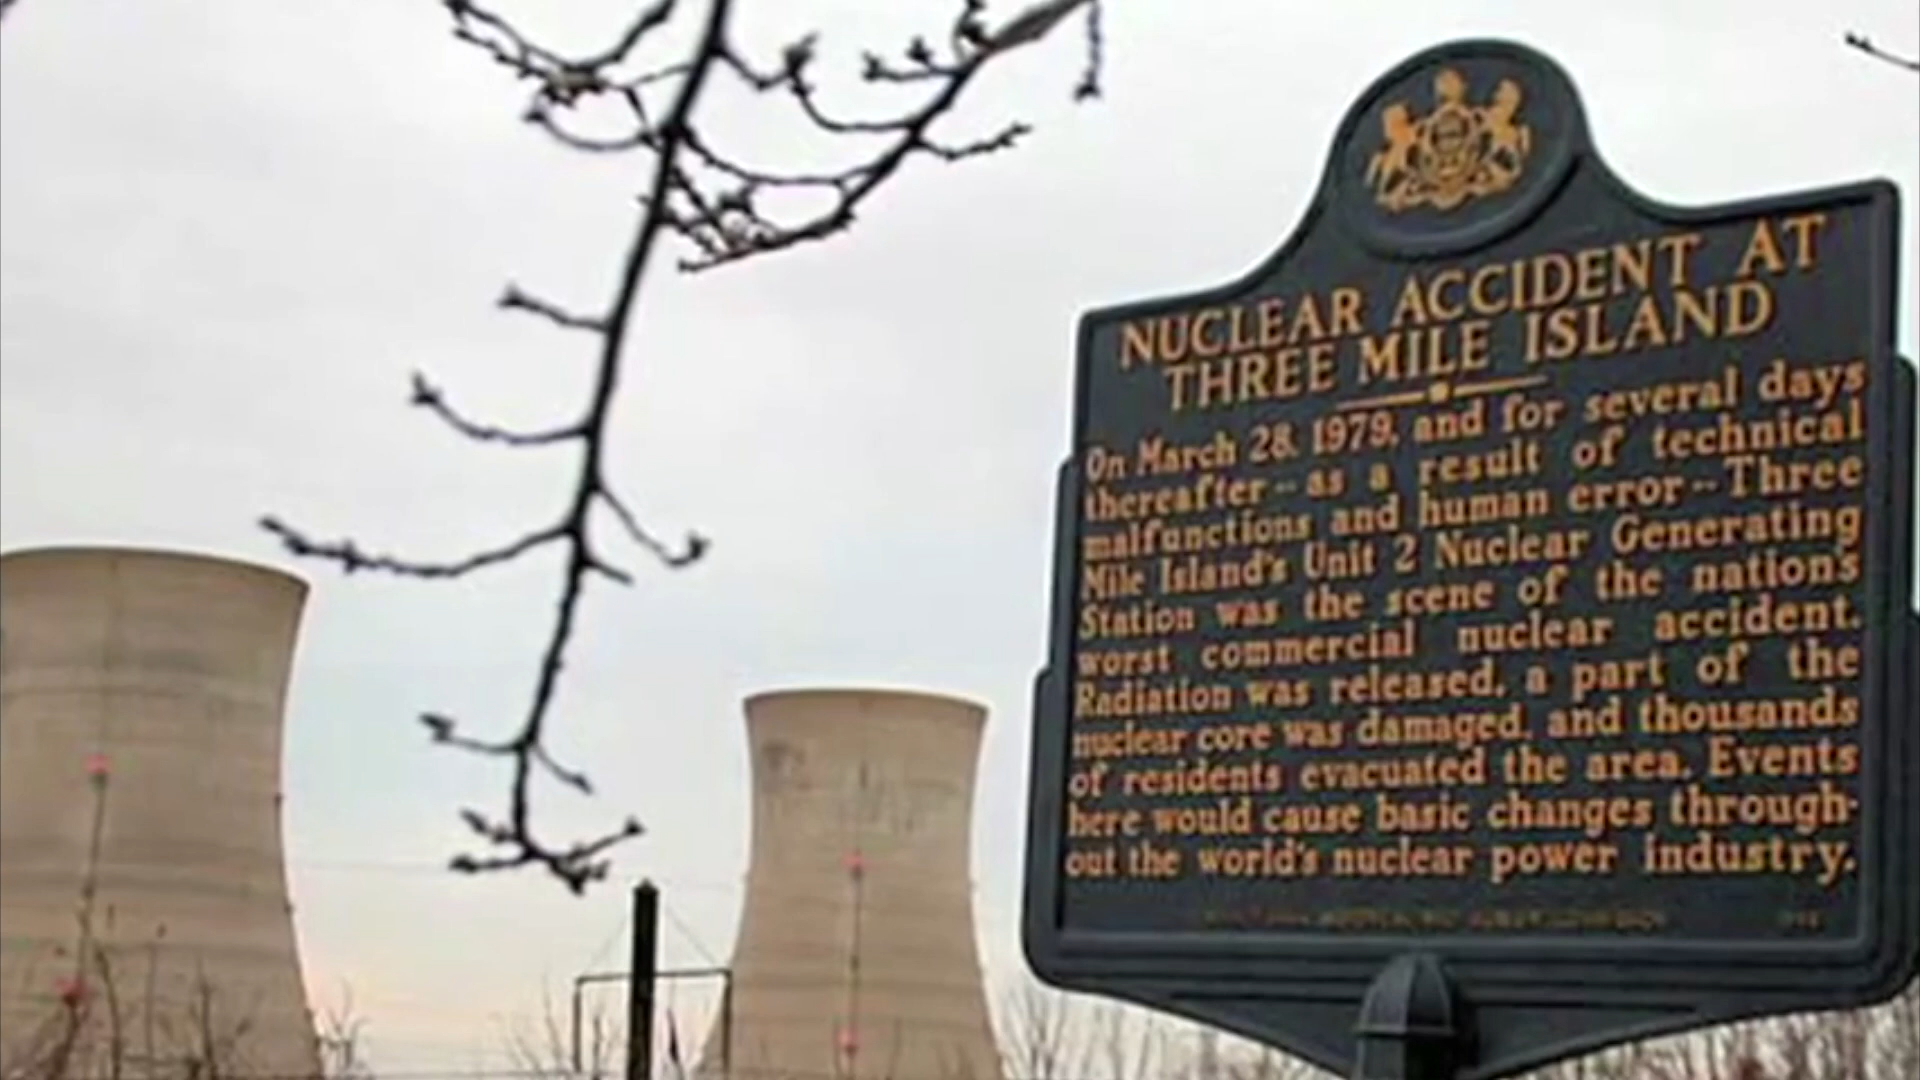 NUCLEAR ACCIDENT AT
THREE MILE ISLAND
On March 28, 1979, and for several days
thereafter -- as a result of technical
malfunctions and human error -- Three
Mile Island's Unit 2 Nuclear Generating
Station was the scene of the nation's
worst commercial nuclear accident.
Radiation was released, a part of the
nuclear core was damaged, and thousands
of residents evacuated the area. Events
here would cause basic changes through-
out the world's nuclear power industry.